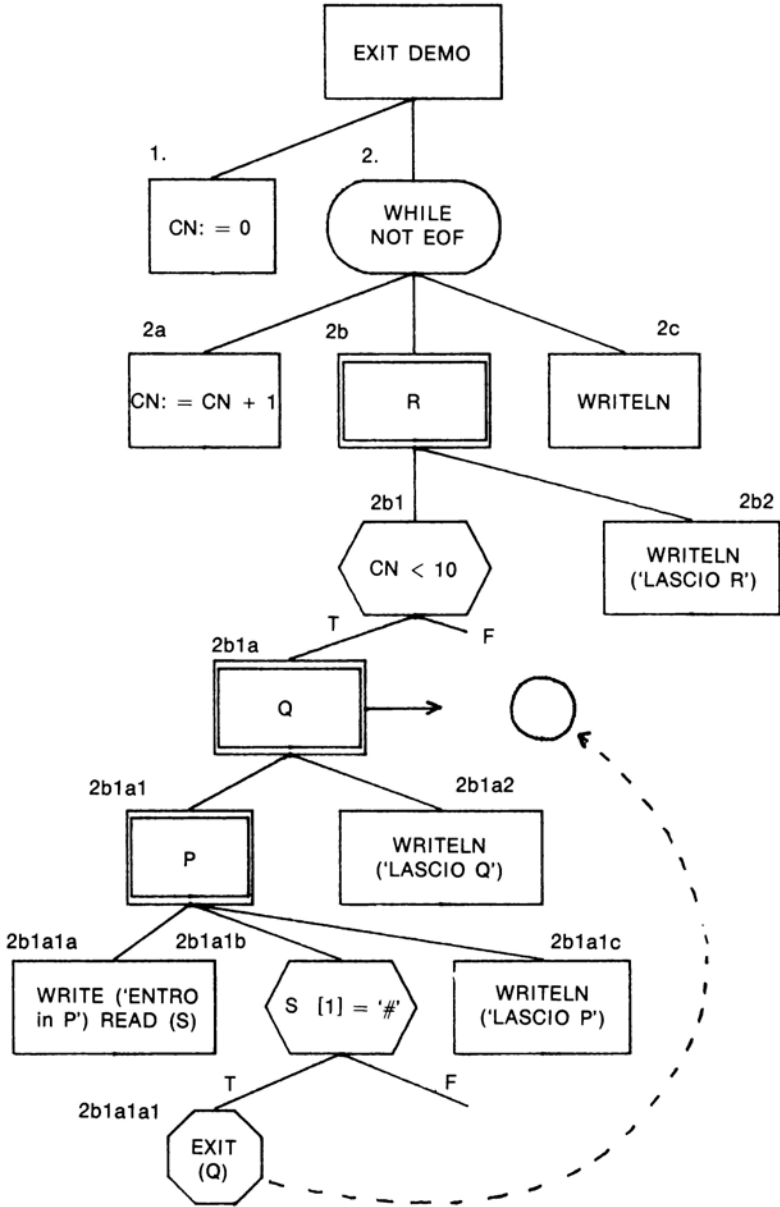 EXIT DEMO
1.
2.
CN: = 0
WHILE
NOT EOF
2a
2b
2c
CN: = CN + 1
R
WRITELN
2b1
2b2
CN < 10
WRITELN
('LASCIO R')
T
F
2b1a
Q
2b1a1
2b1a2
P
WRITELN
('LASCIO Q')
2b1a1a
2b1a1b
2b1a1c
WRITE ('ENTRO
in P') READ (S)
S [1] = '#'
WRITELN
('LASCIO P')
T
F
2b1a1a1
EXIT
(Q)